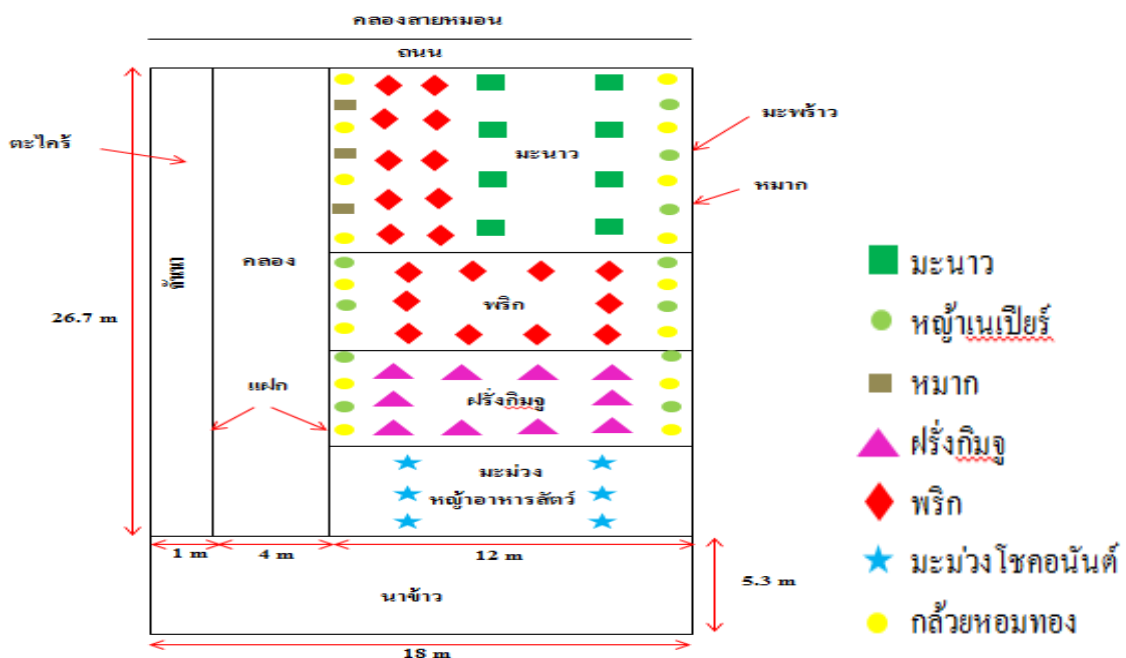 คลองสายหมอน
ถนน
ตะไคร้
มะพร้าว
มะนาว
หมาก
คลอง
26.7 m
พริก
แฝก
ฝรั่งกิมจู
มะม่วง
หญ้าอาหารสัตว์
1 m
4 m
12 m
5.3 m
นาข้าว
18 m
มะนาว
หญ้าเนเปียร์
หมาก
ฝรั่งกิมจู
พริก
มะม่วงโชคอนันต์
กล้วยหอมทอง